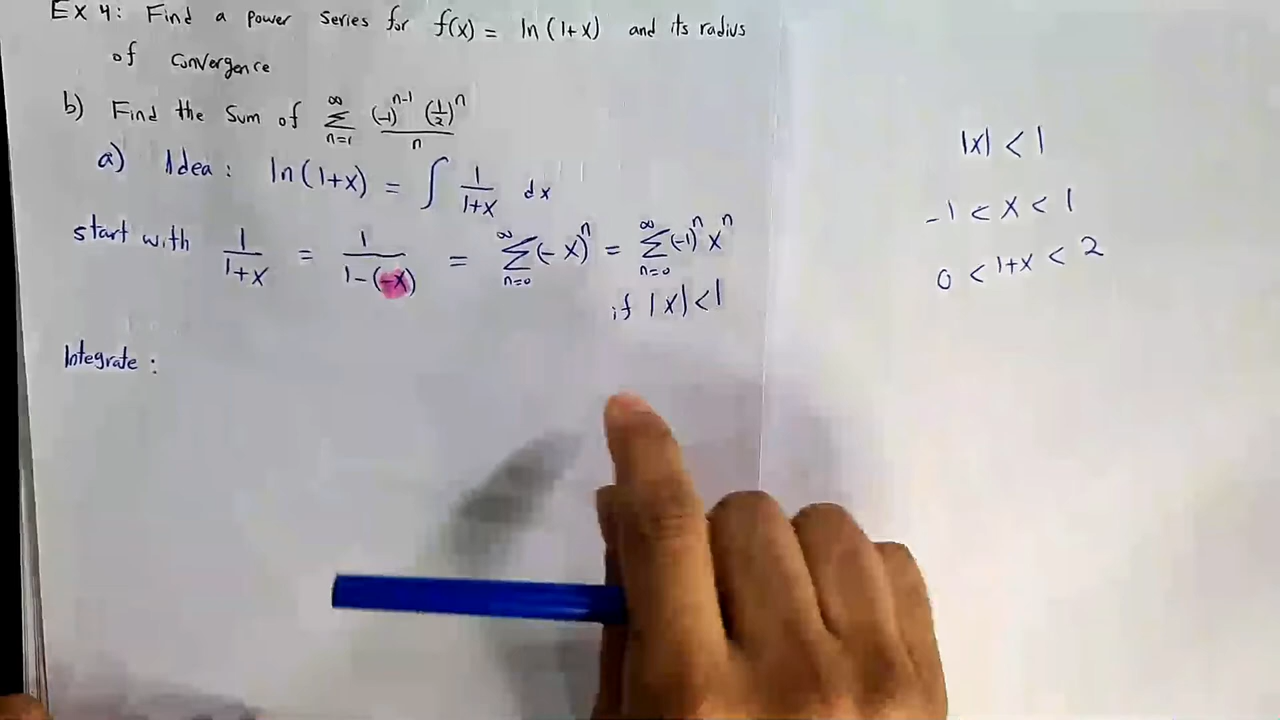 EX 4: Find a power series for f(x) = ln(1+x) and its radius
of convergence
b) Find the sum of ∞ Σ n=1 (-1)^{n-1} (1/2)^n / n
a) Idea: ln(1+x) = ∫ 1/(1+x) dx
start with 1/(1+x) = 1/(1-(-x)) = ∞ Σ n=0 (-x)^n = ∞ Σ n=0 (-1)^n x^n
if |x|<1
Integrate:
|x| < 1
-1 < x < 1
0 < 1+x < 2